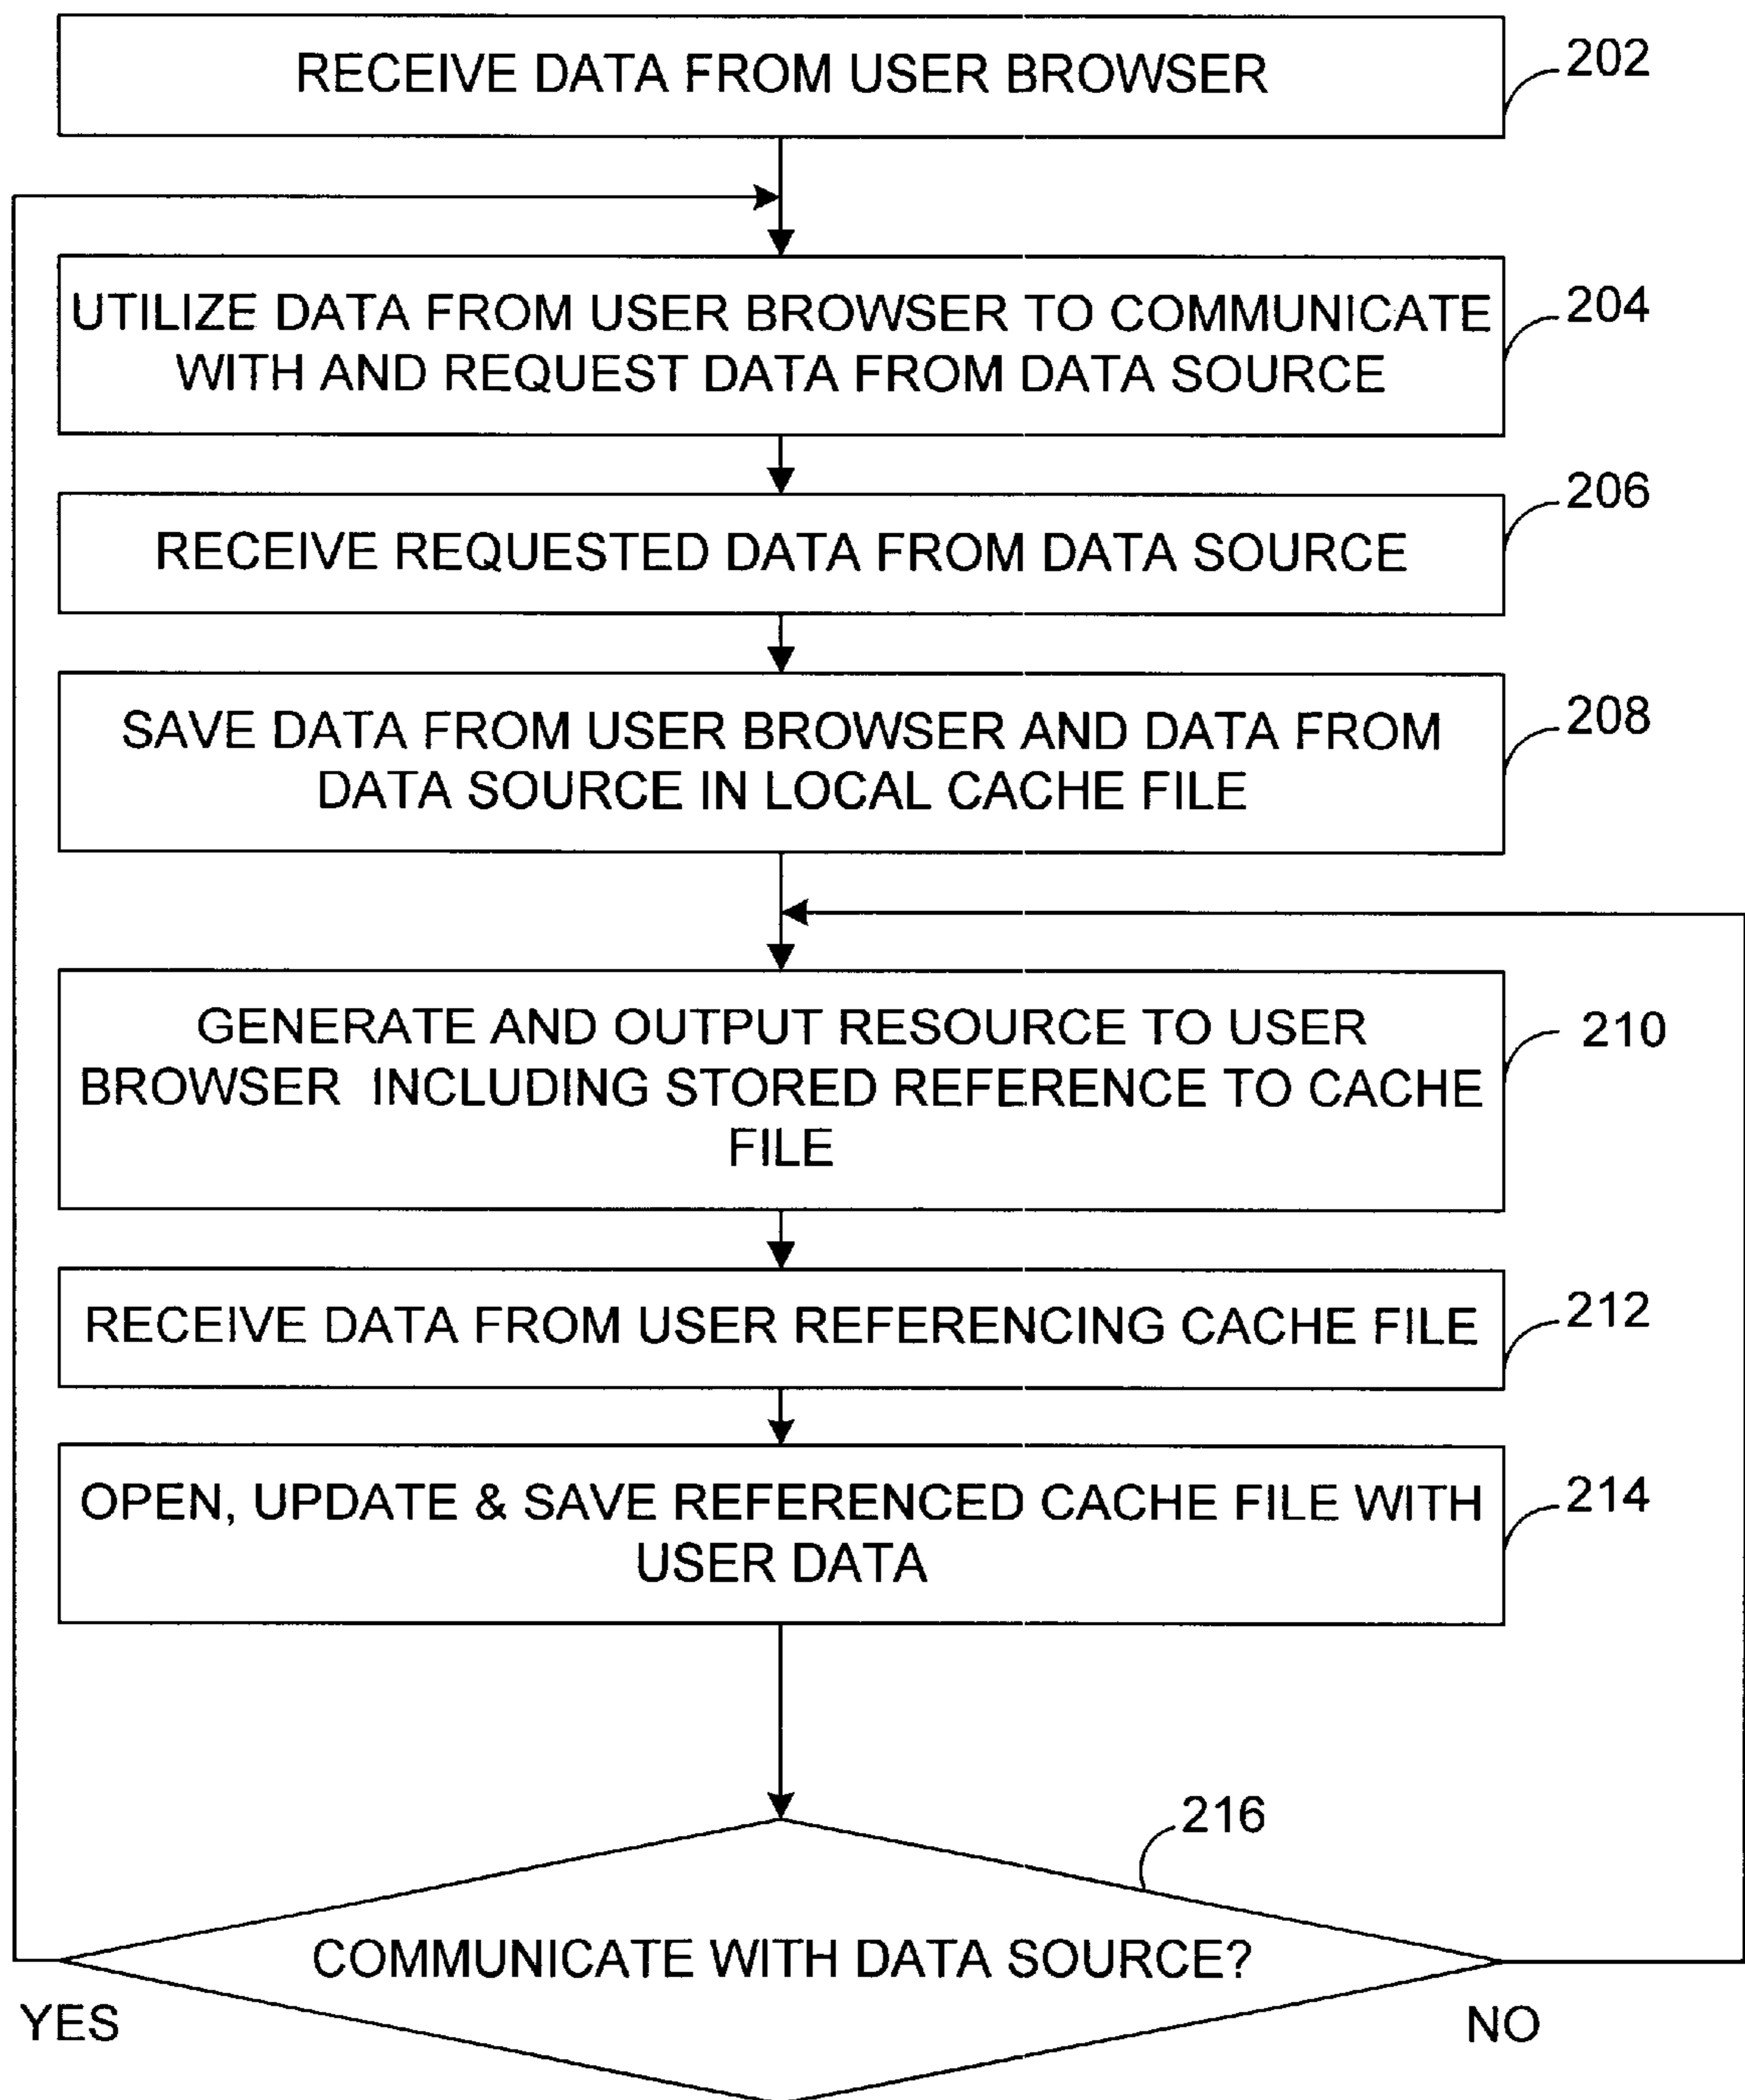 RECEIVE DATA FROM USER BROWSER
202
UTILIZE DATA FROM USER BROWSER TO COMMUNICATE
WITH AND REQUEST DATA FROM DATA SOURCE
204
RECEIVE REQUESTED DATA FROM DATA SOURCE
206
SAVE DATA FROM USER BROWSER AND DATA FROM
DATA SOURCE IN LOCAL CACHE FILE
208
GENERATE AND OUTPUT RESOURCE TO USER
BROWSER INCLUDING STORED REFERENCE TO CACHE
FILE
210
RECEIVE DATA FROM USER REFERENCING CACHE FILE
212
OPEN, UPDATE & SAVE REFERENCED CACHE FILE WITH
USER DATA
214
216
COMMUNICATE WITH DATA SOURCE?
YES
NO